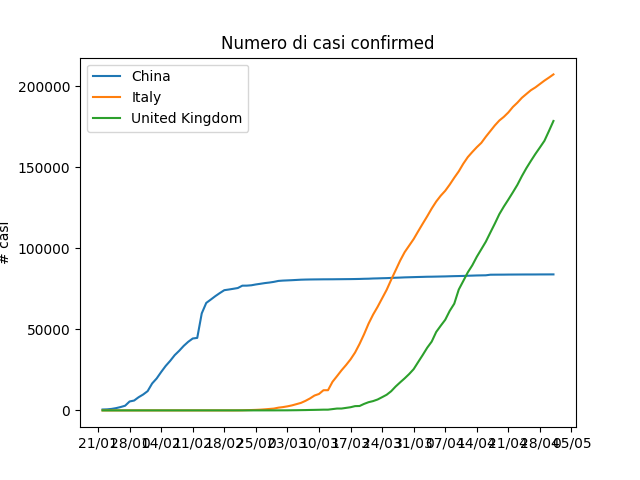 Numero di casi confirmed
China
Italy
United Kingdom
200000
150000
100000
50000
0
# casi
21/01 28/01 04/02 11/02 18/02 25/02 03/03 10/03 17/03 24/03 31/03 07/04 14/04 21/04 28/04 05/05